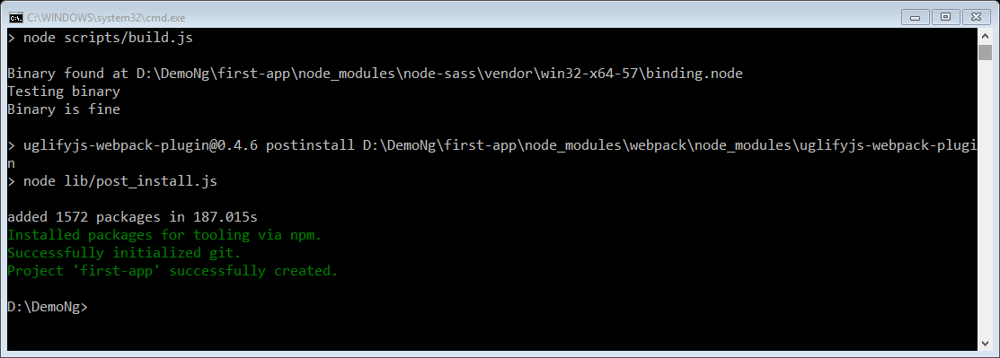 C:\WINDOWS\system32\cmd.exe
> node scripts/build.js
Binary found at D:\DemoNg\first-app\node_modules\node-sass\vendor\win32-x64-57\binding.node
Testing binary
Binary is fine
> uglifyjs-webpack-plugin@0.4.6 postinstall D:\DemoNg\first-app\node_modules\webpack\node_modules\uglifyjs-webpack-plugi
n
> node lib/post_install.js
added 1572 packages in 187.015s
Installed packages for tooling via npm.
Successfully initialized git.
Project 'first-app' successfully created.
D:\DemoNg>